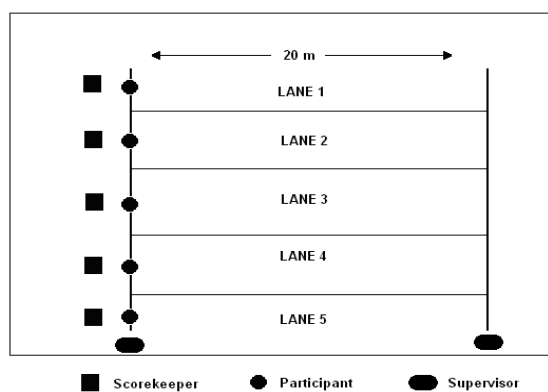 20 m
LANE 1
LANE 2
LANE 3
LANE 4
LANE 5
Scorekeeper Participant Supervisor